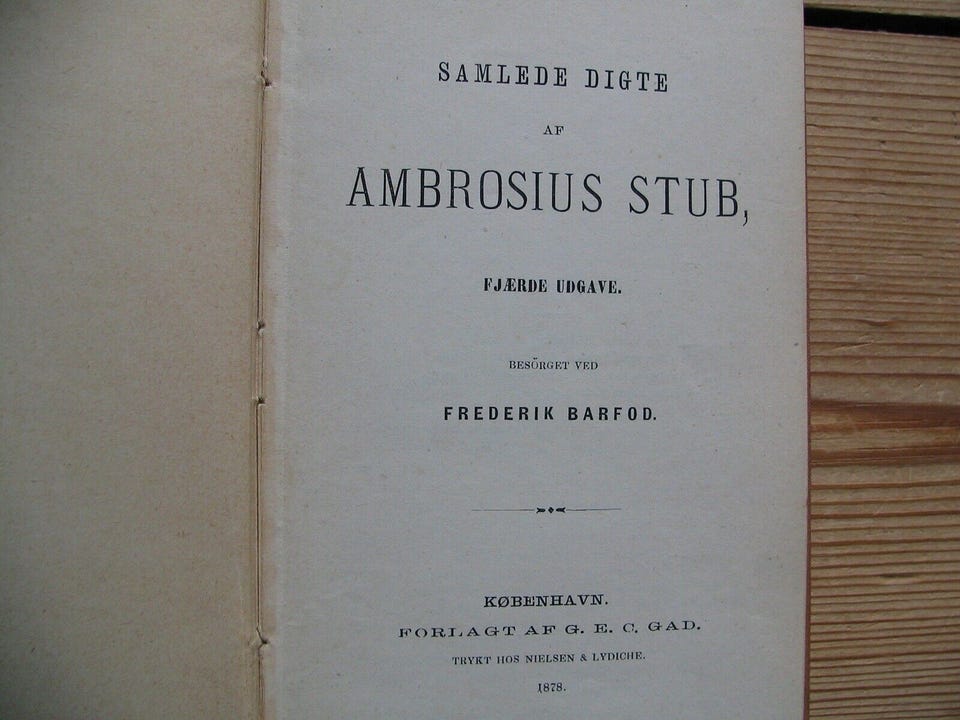 SAMLEDE DIGTE
AF
AMBROSIUS STUB,
FJÆRDE UDGAVE.
BESÖRGET VED
FREDERIK BARFOD.
KØBENHAVN.
FORLAGT AF G. E. C. GAD.
TRYKT HOS NIELSEN & LYDICHE.
1878.